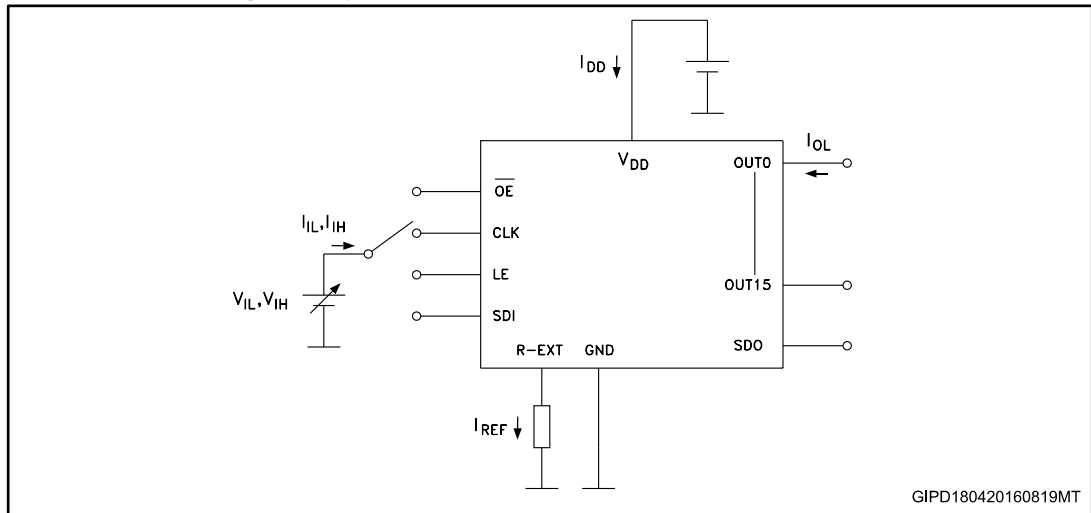 I_DD
V_DD
OUT0
I_OL
OE
I_IL,I_IH
CLK
LE
V_IL,V_IH
OUT15
SDI
R-EXT
GND
SDO
I_REF
GIPD180420160819MT